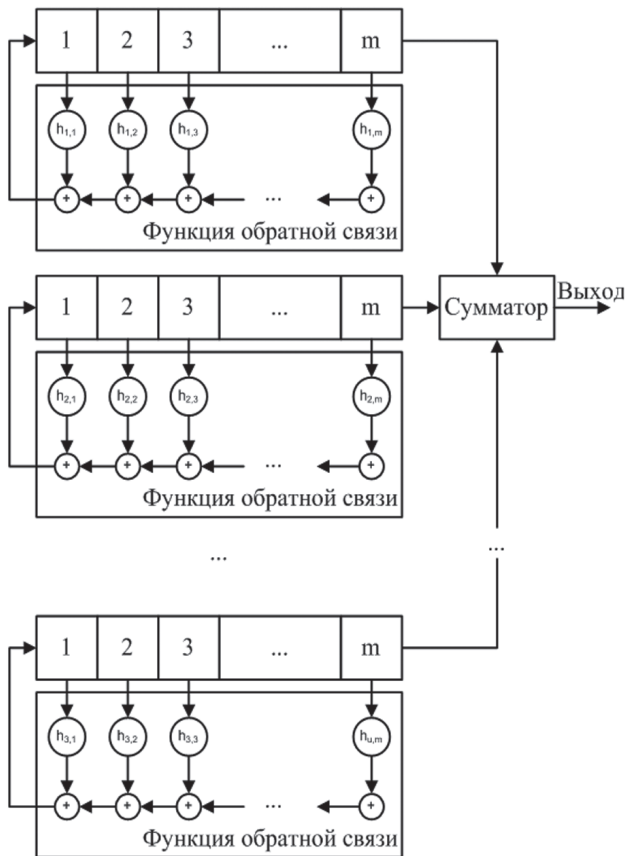 1 2 3 ... m
h1,1 h1,2 h1,3 h1,m
+ + + ... +
Функция обратной связи
1 2 3 ... m
Сумматор
Выход
h2,1 h2,2 h2,3 h2,m
+ + + ... +
Функция обратной связи
... ...
1 2 3 ... m
h3,1 h3,2 h3,3 hu,m
+ + + ... +
Функция обратной связи